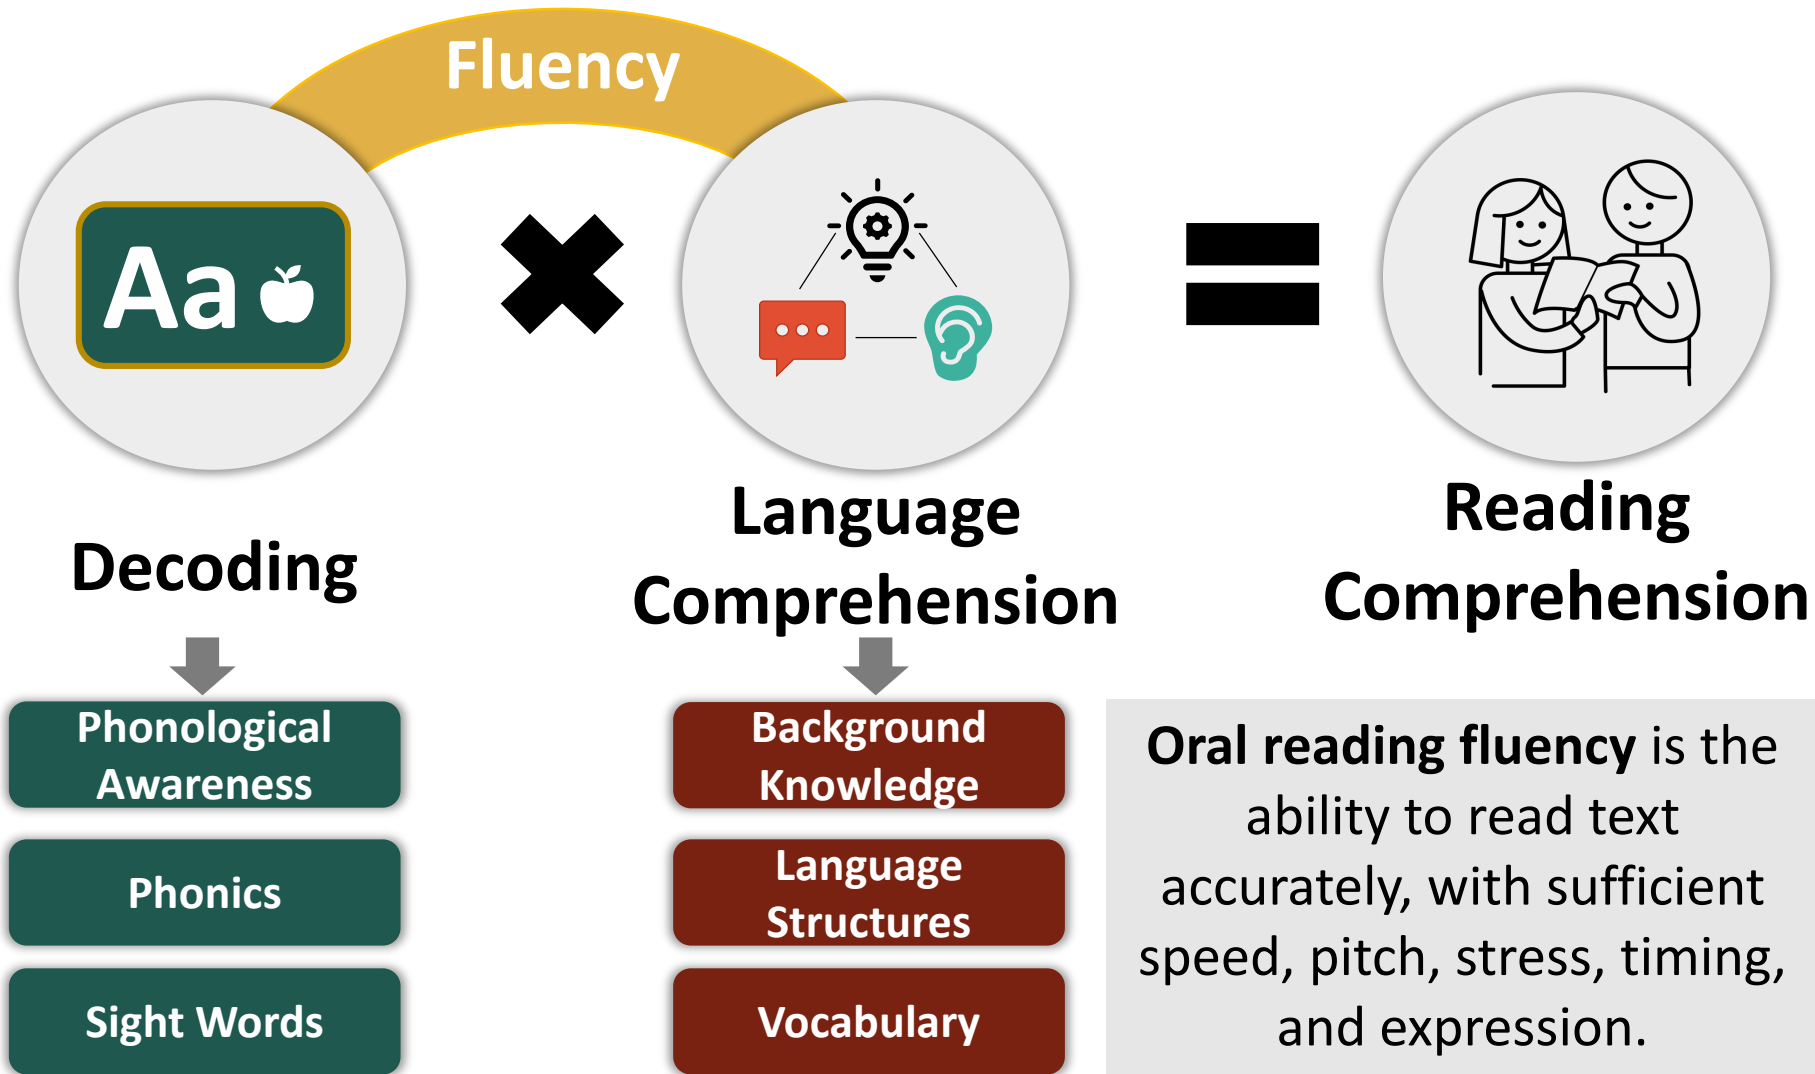 Fluency
Aa
Decoding
Language
Comprehension
Reading
Comprehension
Phonological
Awareness
Phonics
Sight Words
Background
Knowledge
Language
Structures
Vocabulary
Oral reading fluency is the
ability to read text
accurately, with sufficient
speed, pitch, stress, timing,
and expression.